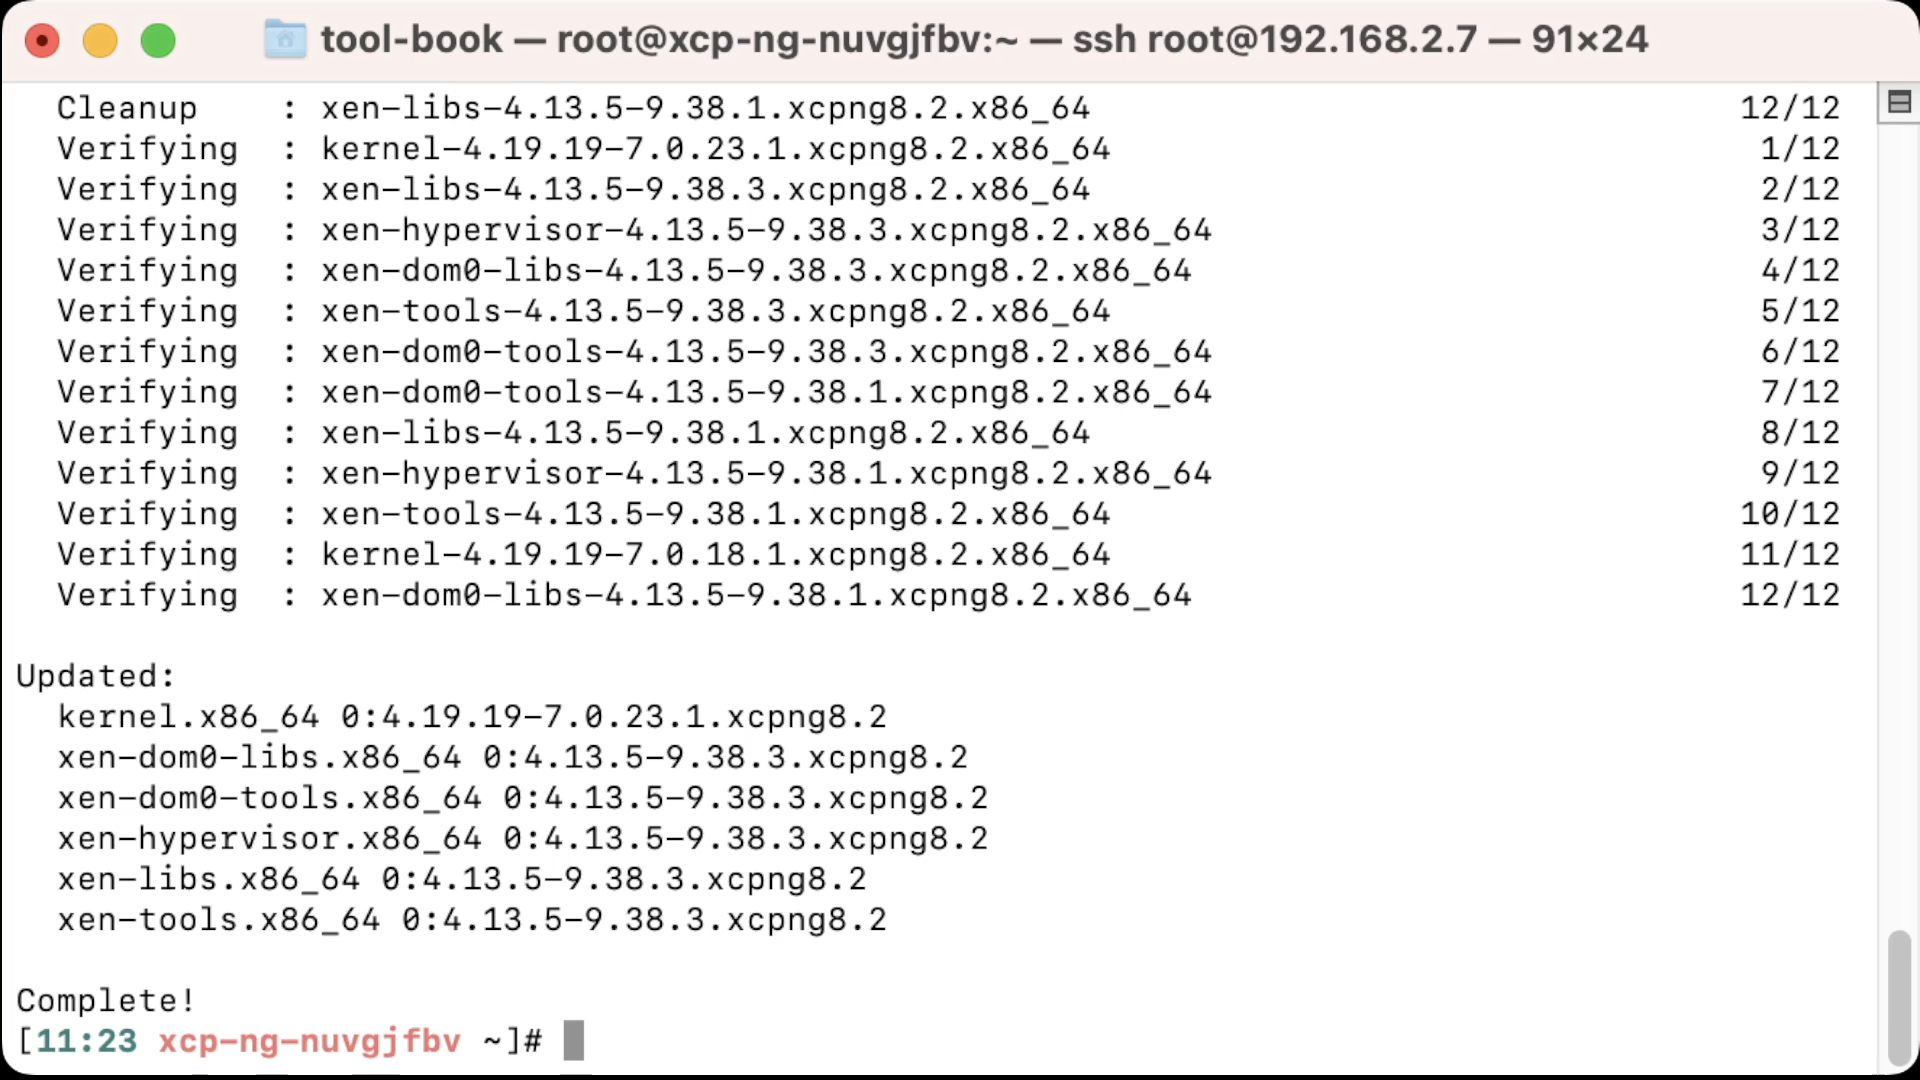 tool-book — root@xcp-ng-nuvgjfbv:~ — ssh root@192.168.2.7 — 91×24
Cleanup : xen-libs-4.13.5-9.38.1.xcpng8.2.x86_64 12/12
Verifying : kernel-4.19.19-7.0.23.1.xcpng8.2.x86_64 1/12
Verifying : xen-libs-4.13.5-9.38.3.xcpng8.2.x86_64 2/12
Verifying : xen-hypervisor-4.13.5-9.38.3.xcpng8.2.x86_64 3/12
Verifying : xen-dom0-libs-4.13.5-9.38.3.xcpng8.2.x86_64 4/12
Verifying : xen-tools-4.13.5-9.38.3.xcpng8.2.x86_64 5/12
Verifying : xen-dom0-tools-4.13.5-9.38.3.xcpng8.2.x86_64 6/12
Verifying : xen-dom0-tools-4.13.5-9.38.1.xcpng8.2.x86_64 7/12
Verifying : xen-libs-4.13.5-9.38.1.xcpng8.2.x86_64 8/12
Verifying : xen-hypervisor-4.13.5-9.38.1.xcpng8.2.x86_64 9/12
Verifying : xen-tools-4.13.5-9.38.1.xcpng8.2.x86_64 10/12
Verifying : kernel-4.19.19-7.0.18.1.xcpng8.2.x86_64 11/12
Verifying : xen-dom0-libs-4.13.5-9.38.1.xcpng8.2.x86_64 12/12
Updated:
kernel.x86_64 0:4.19.19-7.0.23.1.xcpng8.2
xen-dom0-libs.x86_64 0:4.13.5-9.38.3.xcpng8.2
xen-dom0-tools.x86_64 0:4.13.5-9.38.3.xcpng8.2
xen-hypervisor.x86_64 0:4.13.5-9.38.3.xcpng8.2
xen-libs.x86_64 0:4.13.5-9.38.3.xcpng8.2
xen-tools.x86_64 0:4.13.5-9.38.3.xcpng8.2
Complete!
[11:23 xcp-ng-nuvgjfbv ~]#